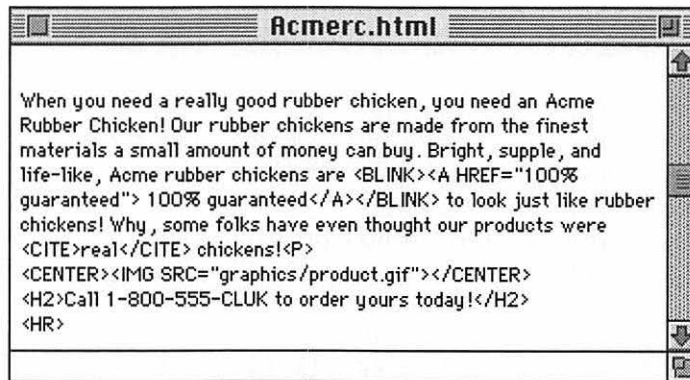 Acmerc.html
When you need a really good rubber chicken, you need an Acme
Rubber Chicken! Our rubber chickens are made from the finest
materials a small amount of money can buy. Bright, supple, and
life-like, Acme rubber chickens are <BLINK><A HREF="100%
guaranteed"> 100% guaranteed</A></BLINK> to look just like rubber
chickens! Why, some folks have even thought our products were
<CITE>real</CITE> chickens!<P>
<CENTER><IMG SRC="graphics/product.gif"></CENTER>
<H2>Call 1-800-555-CLUK to order yours today!</H2>
<HR>